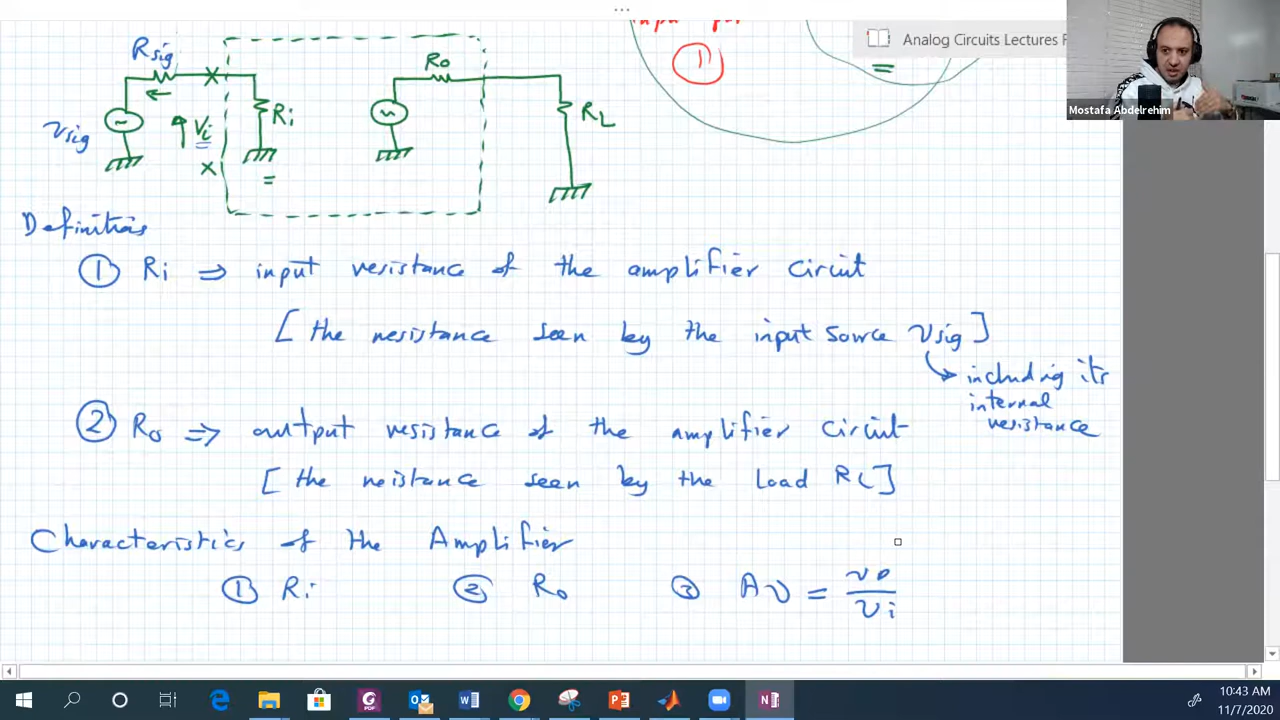 Analog Circuits Lectures F
Mostafa Abdelrehim
①
=
Rsig
Ro
Ri
RL
vsig
Vi
=
Definitions
① Ri ⇒ input resistance of the amplifier circuit
[the resistance seen by the input source vsig]
including its
internal
resistance
② Ro ⇒ output resistance of the amplifier circuit
[the resistance seen by the Load RL]
Characteristics of the Amplifier
① Ri ② Ro ③ Av = vo / vi
10:43 AM
11/7/2020